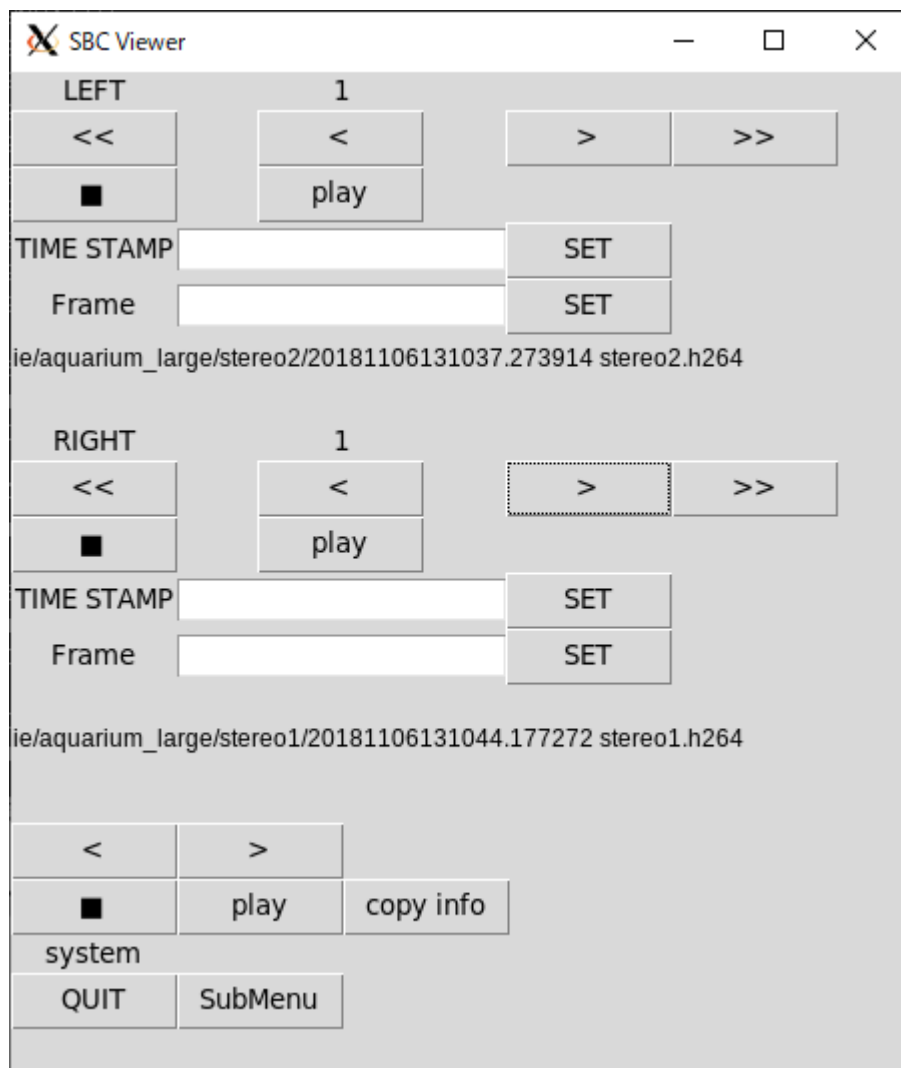 SBC Viewer
LEFT 1
<< < > >>
■ play
TIME STAMP SET
Frame SET
ie/aquarium_large/stereo2/20181106131037.273914 stereo2.h264
RIGHT 1
<< < > >>
■ play
TIME STAMP SET
Frame SET
ie/aquarium_large/stereo1/20181106131044.177272 stereo1.h264
< >
■ play copy info
system
QUIT SubMenu